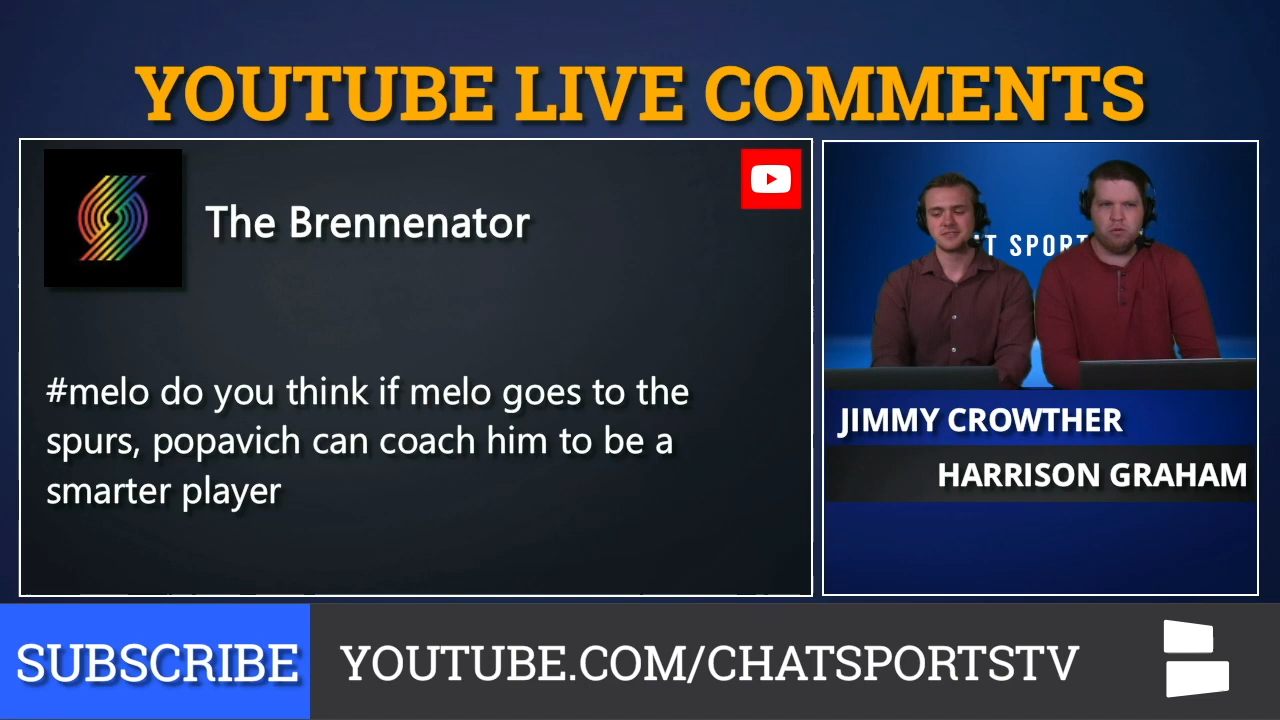 YOUTUBE LIVE COMMENTS
The Brennenator
#melo do you think if melo goes to the
spurs, popavich can coach him to be a
smarter player
T SPORT
JIMMY CROWTHER
HARRISON GRAHAM
SUBSCRIBE
YOUTUBE.COM/CHATSPORTSTV